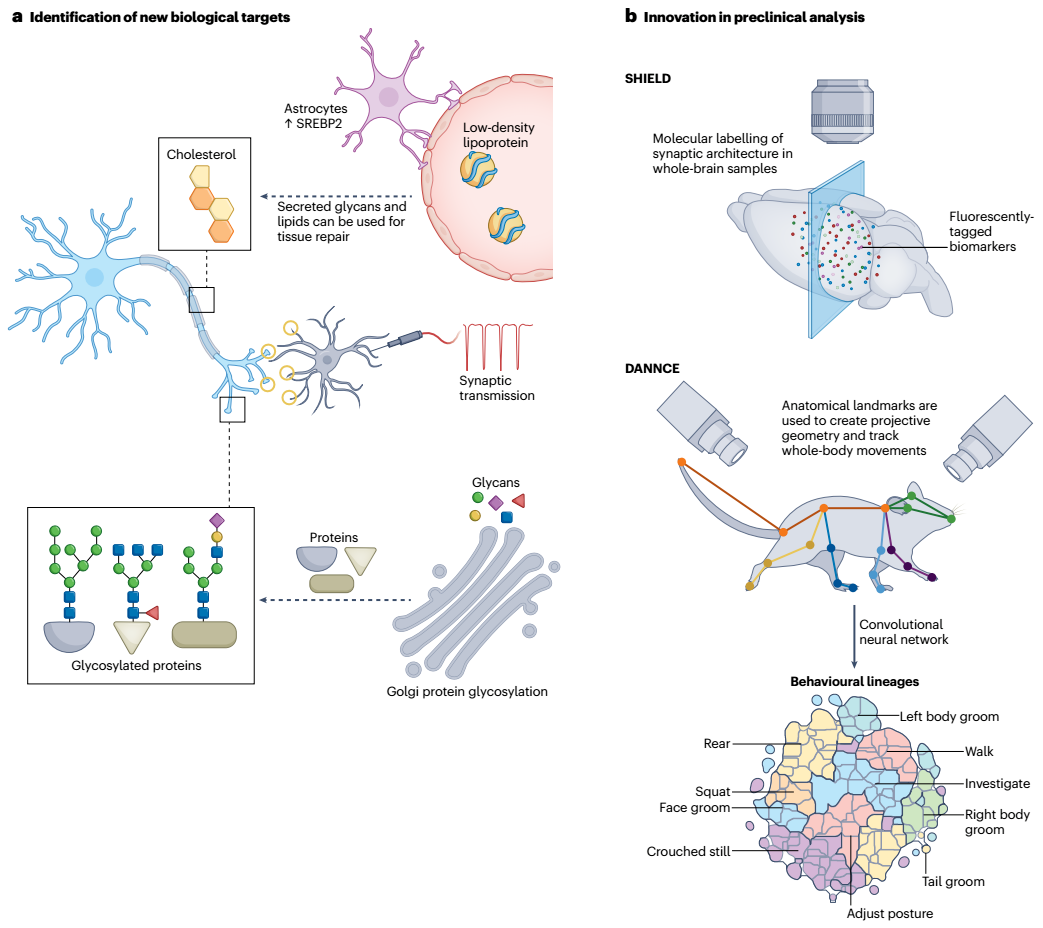 a Identification of new biological targets
Astrocytes
↑ SREBP2
Low-density
lipoprotein
Cholesterol
Secreted glycans and
lipids can be used for
tissue repair
Synaptic
transmission
Glycans
Proteins
Glycosylated proteins
Golgi protein glycosylation
b Innovation in preclinical analysis
SHIELD
Molecular labelling of
synaptic architecture in
whole-brain samples
Fluorescently-
tagged
biomarkers
DANNCE
Anatomical landmarks are
used to create projective
geometry and track
whole-body movements
Convolutional
neural network
Behavioural lineages
Left body groom
Rear
Walk
Investigate
Squat
Face groom
Right body
groom
Crouched still
Tail groom
Adjust posture